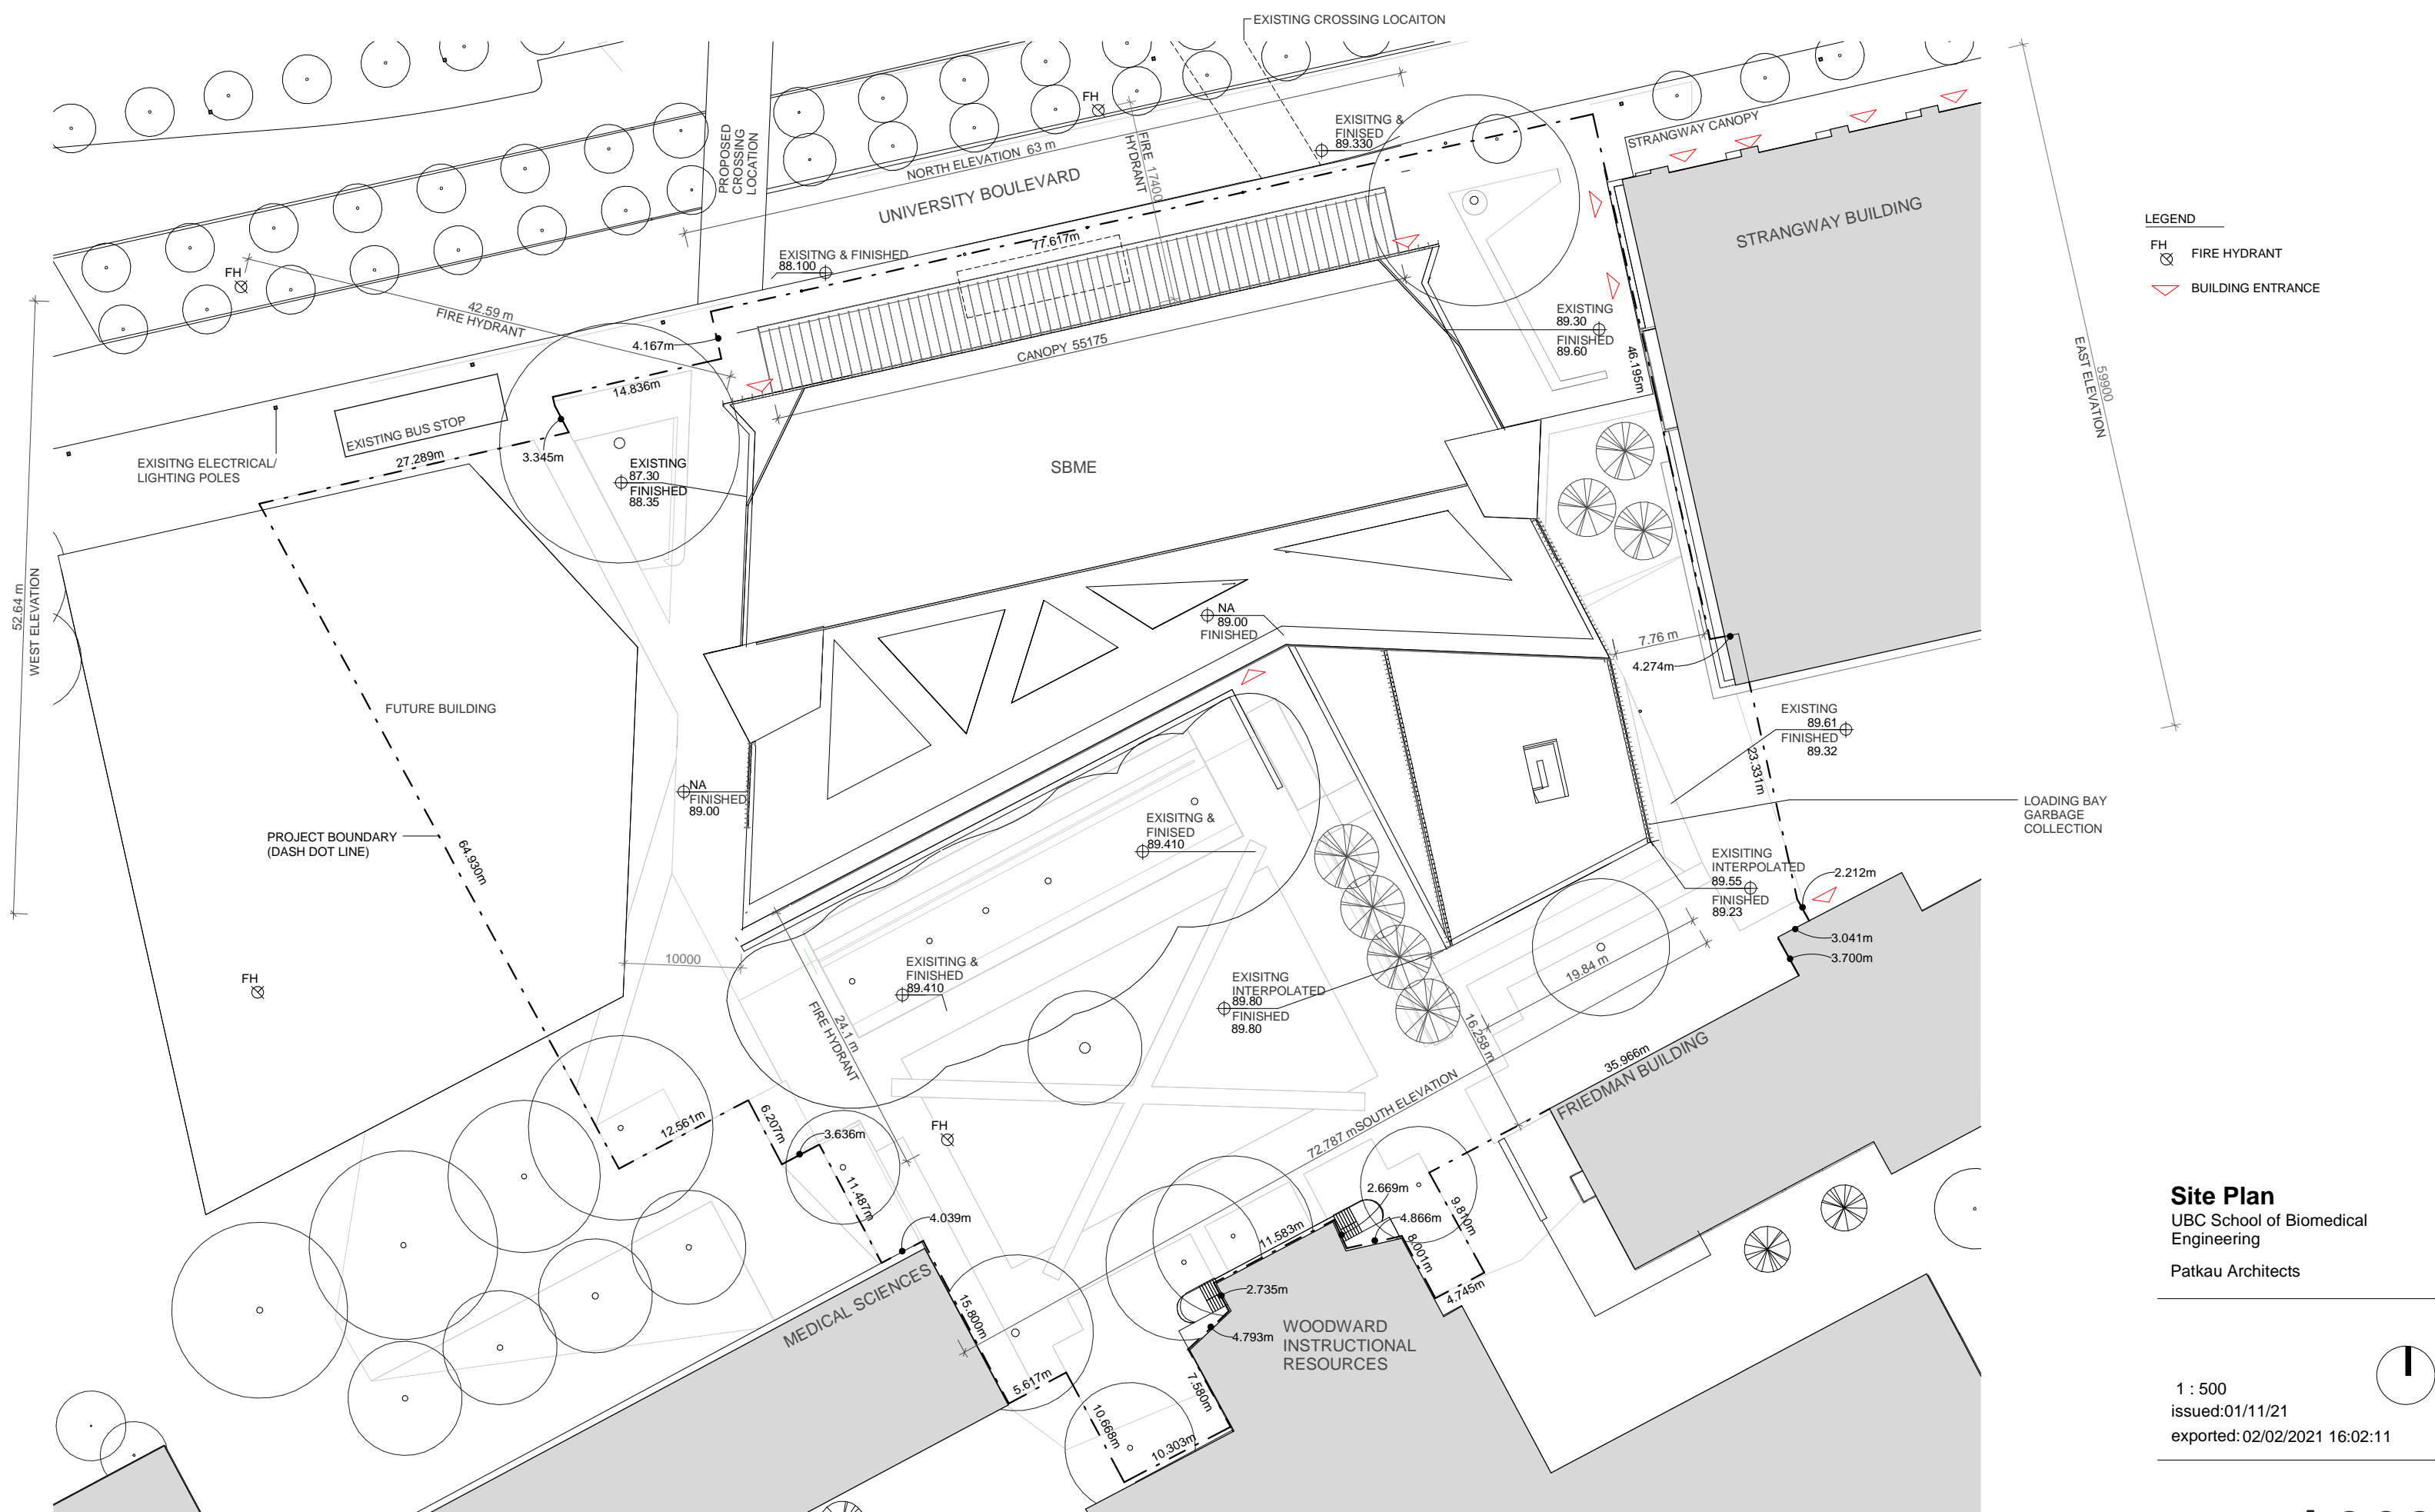 EXISTING CROSSING LOCAITON
FH
EXISITNG &
FINISED
89.330
PROPOSED
CROSSING
LOCATION
NORTH ELEVATION  63 m
UNIVERSITY BOULEVARD
FIRE  17400
HYDRANT
STRANGWAY CANOPY
STRANGWAY BUILDING
LEGEND
FH
FIRE HYDRANT
BUILDING ENTRANCE
EXISITNG & FINISHED
88.100
77.617m
FH
42.59 m
FIRE HYDRANT
4.167m
CANOPY 55175
EXISTING
89.30
FINISHED
89.60
46.195m
59900
EAST ELEVATION
14.836m
EXISTING BUS STOP
27.289m
3.345m
EXISITNG ELECTRICAL/
LIGHTING POLES
EXISTING
87.30
FINISHED
88.35
SBME
52.64 m
WEST ELEVATION
NA
89.00
FINISHED
7.76 m
4.274m
FUTURE BUILDING
EXISTING
89.61
FINISHED
89.32
23.331m
NA
FINISHED
89.00
LOADING BAY
GARBAGE
COLLECTION
PROJECT BOUNDARY
(DASH DOT LINE)
64.930m
EXISITNG &
FINISED
89.410
EXISITING
INTERPOLATED
89.55
FINISHED
89.23
2.212m
3.041m
3.700m
10000
EXISITING &
FINISHED
89.410
EXISITNG
INTERPOLATED
89.80
FINISHED
89.80
19.84 m
FH
24.1 m
FIRE HYDRANT
16.258 m
35.966m
FRIEDMAN BUILDING
72.787 mSOUTH ELEVATION
12.561m
6.207m
3.636m
FH
11.487m
4.039m
2.669m
4.866m
9.810m
11.583m
8.001m
4.745m
2.735m
4.793m
MEDICAL SCIENCES
15.800m
WOODWARD
INSTRUCTIONAL
RESOURCES
5.617m
7.580m
10.668m
10.303m
Site Plan
UBC School of Biomedical
Engineering
Patkau Architects
1 : 500
issued:01/11/21
exported: 02/02/2021 16:02:11